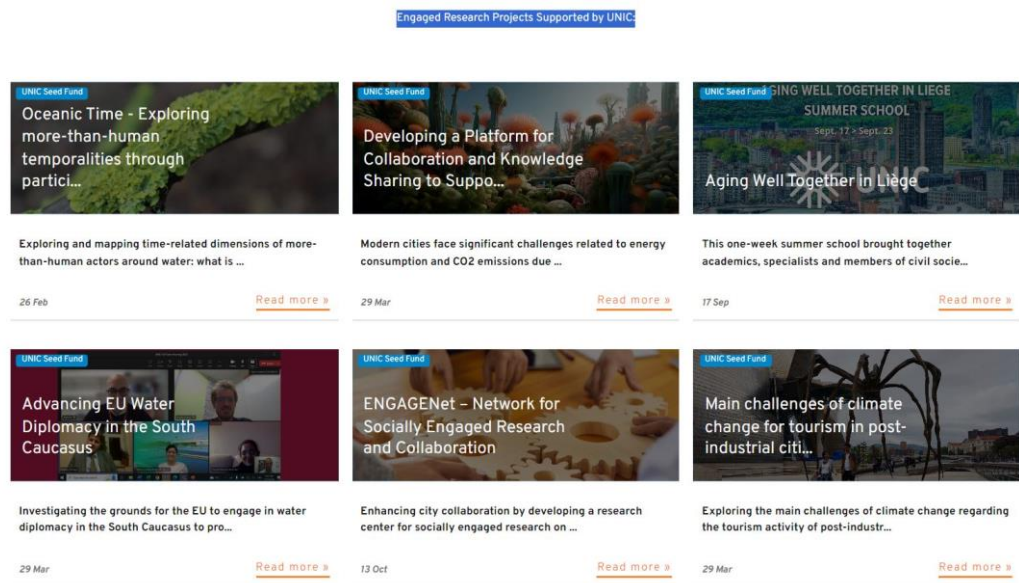 Engaged Research Projects Supported by UNIC:
UNIC Seed Fund
Oceanic Time - Exploring
more-than-human
temporalities through
partici...
Exploring and mapping time-related dimensions of more-
than-human actors around water: what is ...
26 Feb
Read more »
UNIC Seed Fund
Developing a Platform for
Collaboration and Knowledge
Sharing to Suppo...
Modern cities face significant challenges related to energy
consumption and CO2 emissions due ...
29 Mar
Read more »
UNIC Seed Fund
GING WELL TOGETHER IN LIEGE
SUMMER SCHOOL
Sept. 17 > Sept. 23
UNIC
Aging Well Together in Liège
This one-week summer school brought together
academics, specialists and members of civil socie...
17 Sep
Read more »
UNIC Seed Fund
Advancing EU Water
Diplomacy in the South
Caucasus
Investigating the grounds for the EU to engage in water
diplomacy in the South Caucasus to pro...
29 Mar
Read more »
UNIC Seed Fund
ENGAGENet – Network for
Socially Engaged Research
and Collaboration
Enhancing city collaboration by developing a research
center for socially engaged research on ...
13 Oct
Read more »
UNIC Seed Fund
Main challenges of climate
change for tourism in post-
industrial citi...
Exploring the main challenges of climate change regarding
the tourism activity of post-industr...
29 Mar
Read more »